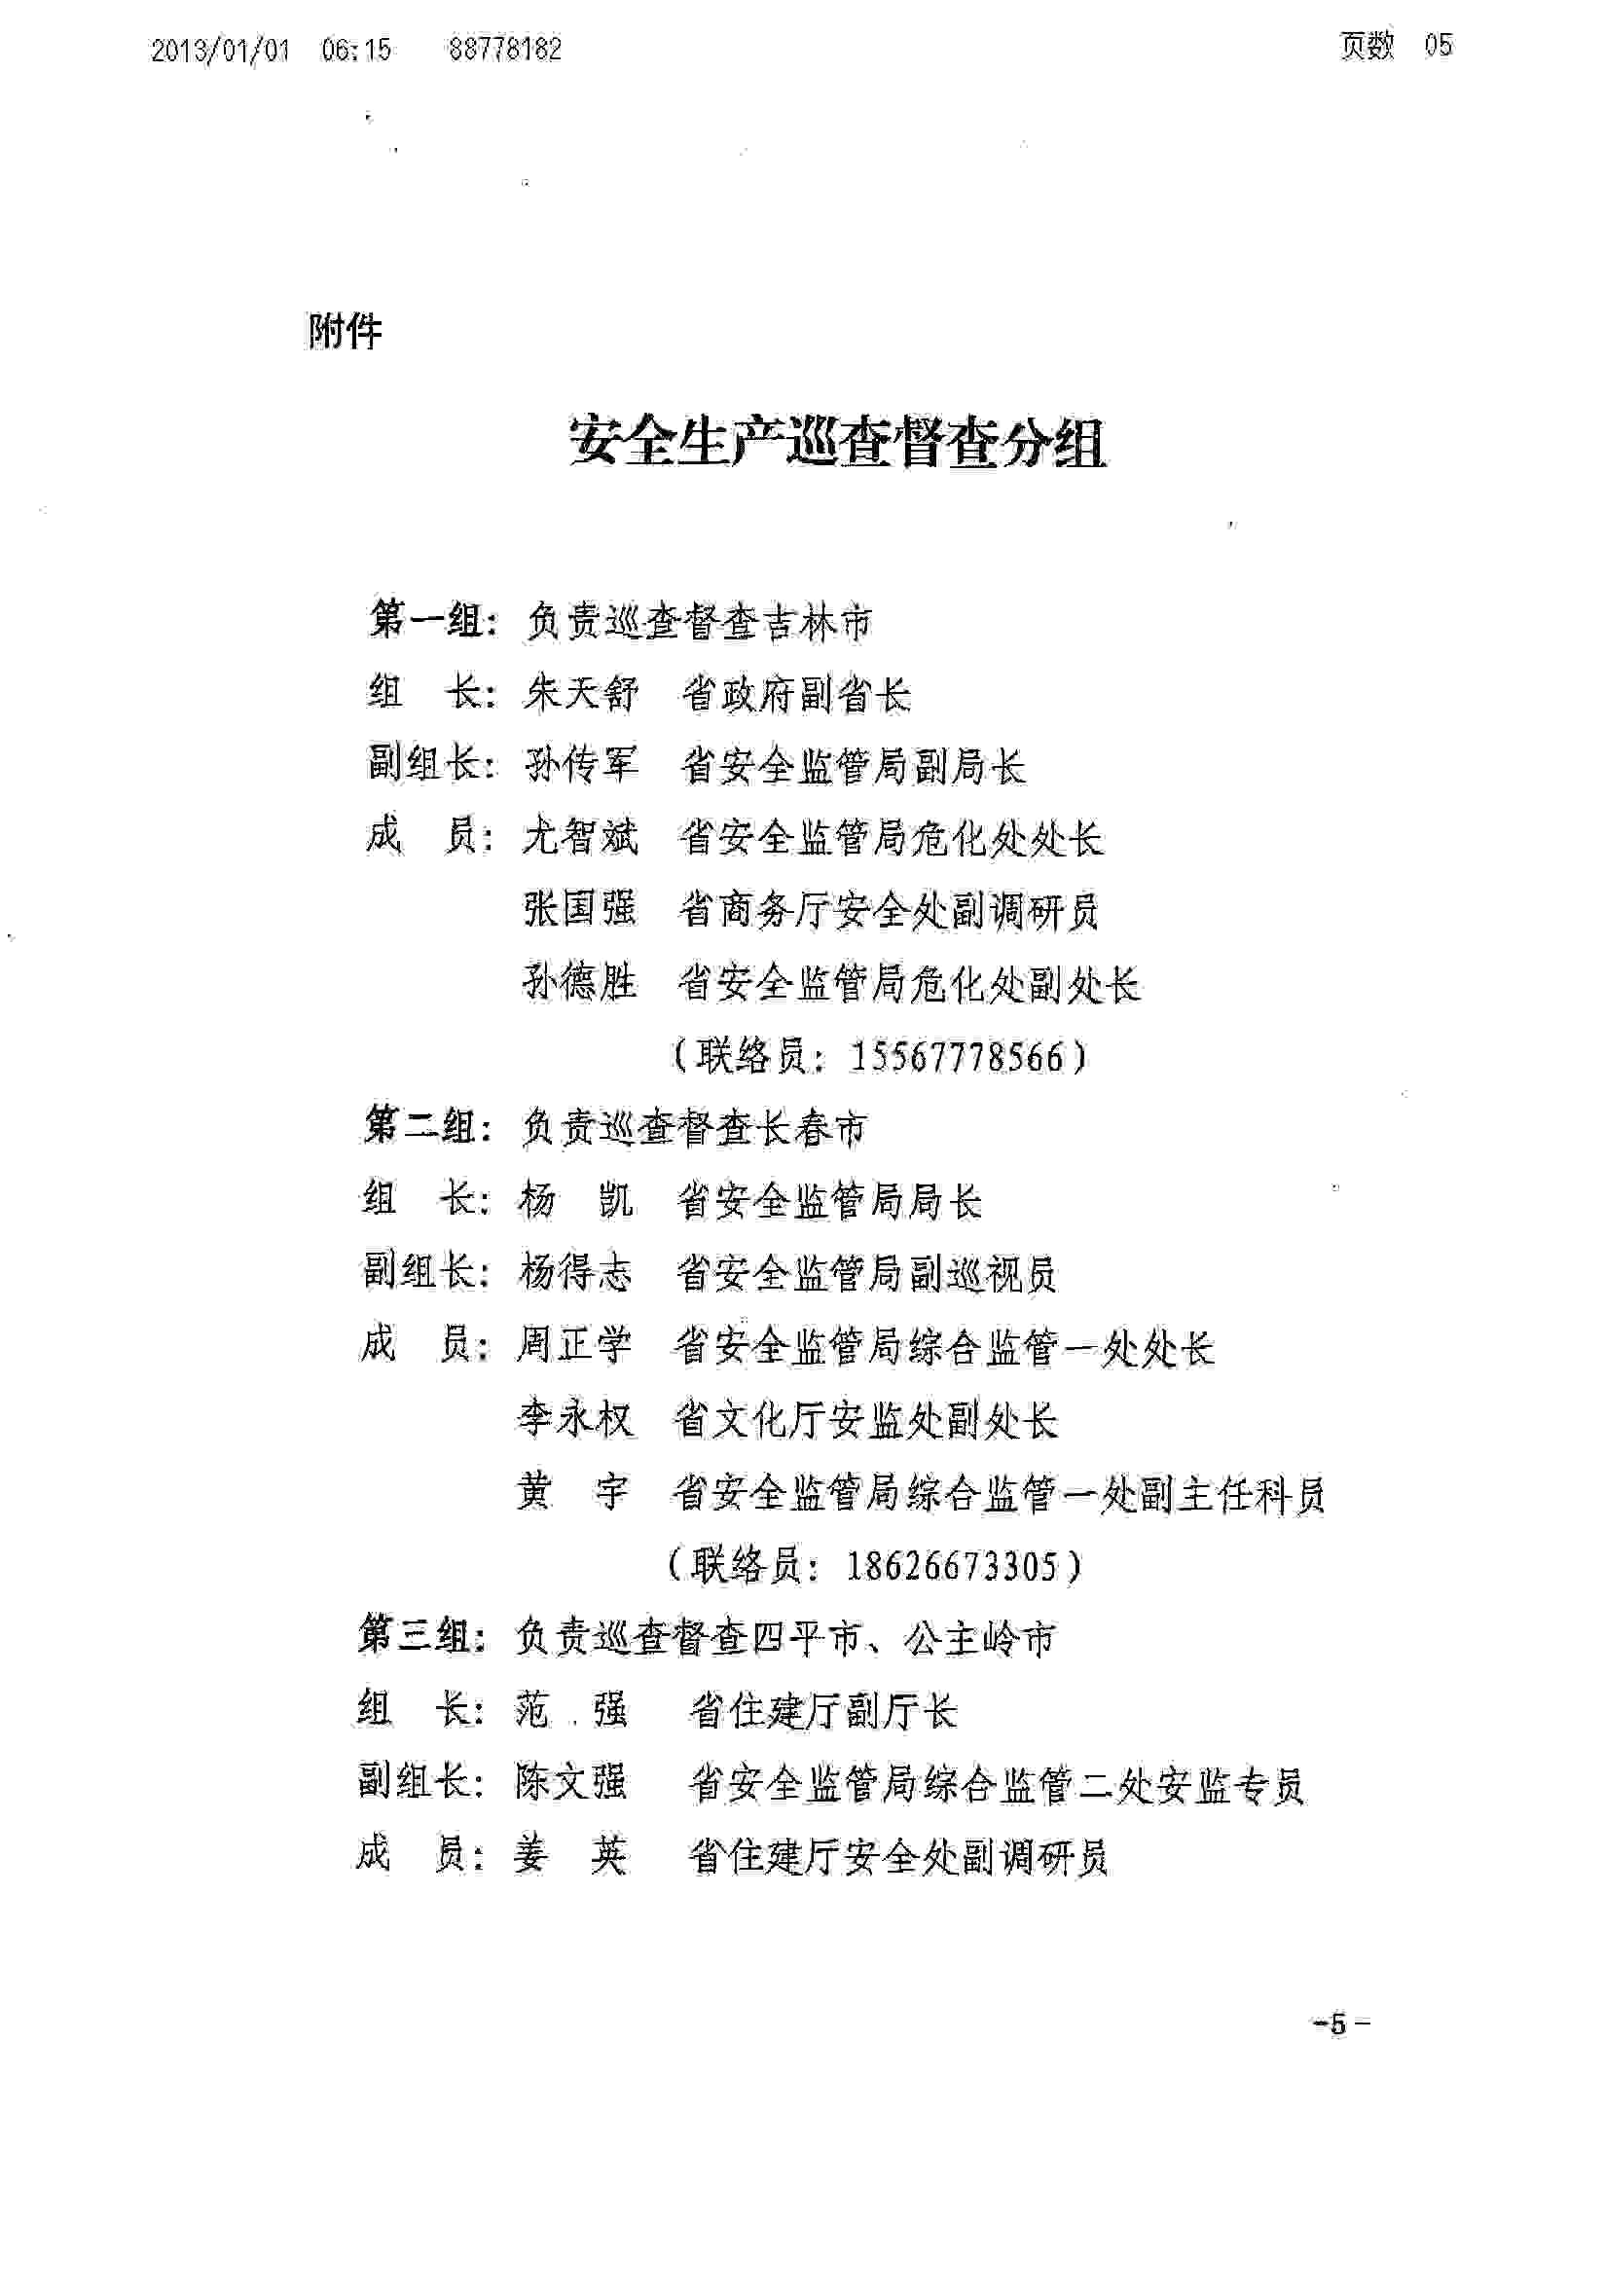 2013/01/01 06:15 88778182 页数 05
附件
安全生产巡查督查分组
第一组：负责巡查督查吉林市
组 长：朱天舒 省政府副省长
副组长：孙传军 省安全监管局副局长
成 员：尤智斌 省安全监管局危化处处长
张国强 省商务厅安全处副调研员
孙德胜 省安全监管局危化处副处长
（联络员：15567778566）
第二组：负责巡查督查长春市
组 长：杨 凯 省安全监管局局长
副组长：杨得志 省安全监管局副巡视员
成 员：周正学 省安全监管局综合监管一处处长
李永权 省文化厅安监处副处长
黄 宇 省安全监管局综合监管一处副主任科员
（联络员：18626673305）
第三组：负责巡查督查四平市、公主岭市
组 长：范 强 省住建厅副厅长
副组长：陈文强 省安全监管局综合监管二处安监专员
成 员：姜 英 省住建厅安全处副调研员
-5-